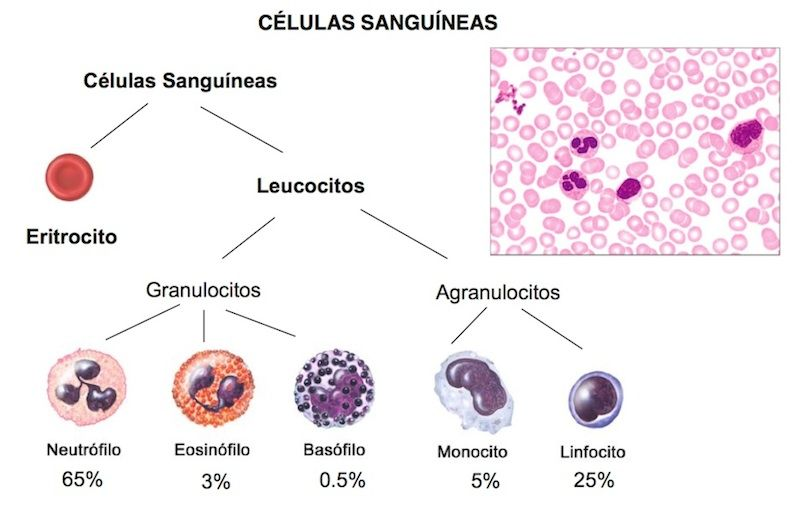 CÉLULAS SANGUÍNEAS
Células Sanguíneas
Eritrocito
Leucocitos
Granulocitos
Agranulocitos
Neutrófilo
Eosinófilo
Basófilo
Monocito
Linfocito
65%
3%
0.5%
5%
25%